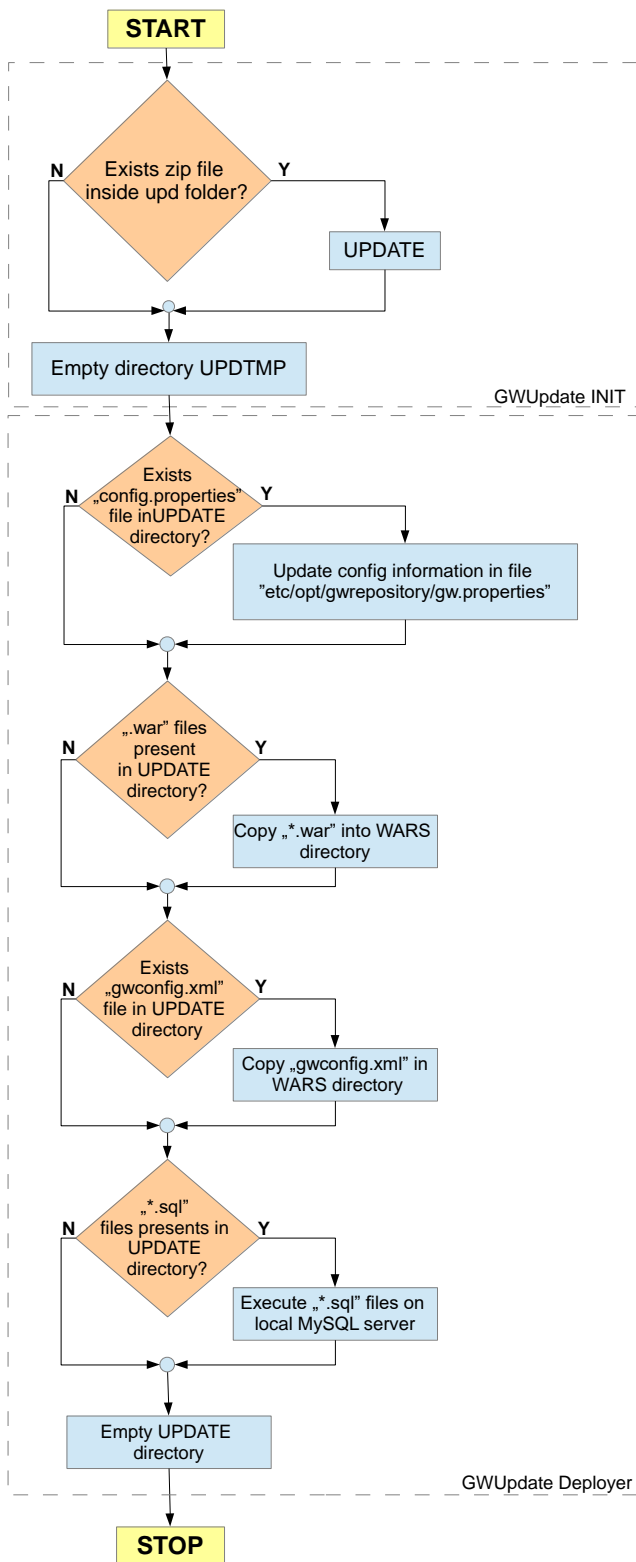 START
N
Y
Exists zip file
inside upd folder?
UPDATE
Empty directory UPDTMP
GWUpdate INIT
Exists
„config.properties”
file inUPDATE
directory?
N
Y
Update config information in file
”etc/opt/gwrepository/gw.properties”
„.war” files
present
in UPDATE
directory?
N
Y
Copy „*.war” into WARS
directory
Exists
„gwconfig.xml”
file in UPDATE
directory
N
Y
Copy „gwconfig.xml” in
WARS directory
„*.sql”
files presents in
UPDATE
directory?
N
Y
Execute „*.sql” files on
local MySQL server
Empty UPDATE
directory
GWUpdate Deployer
STOP